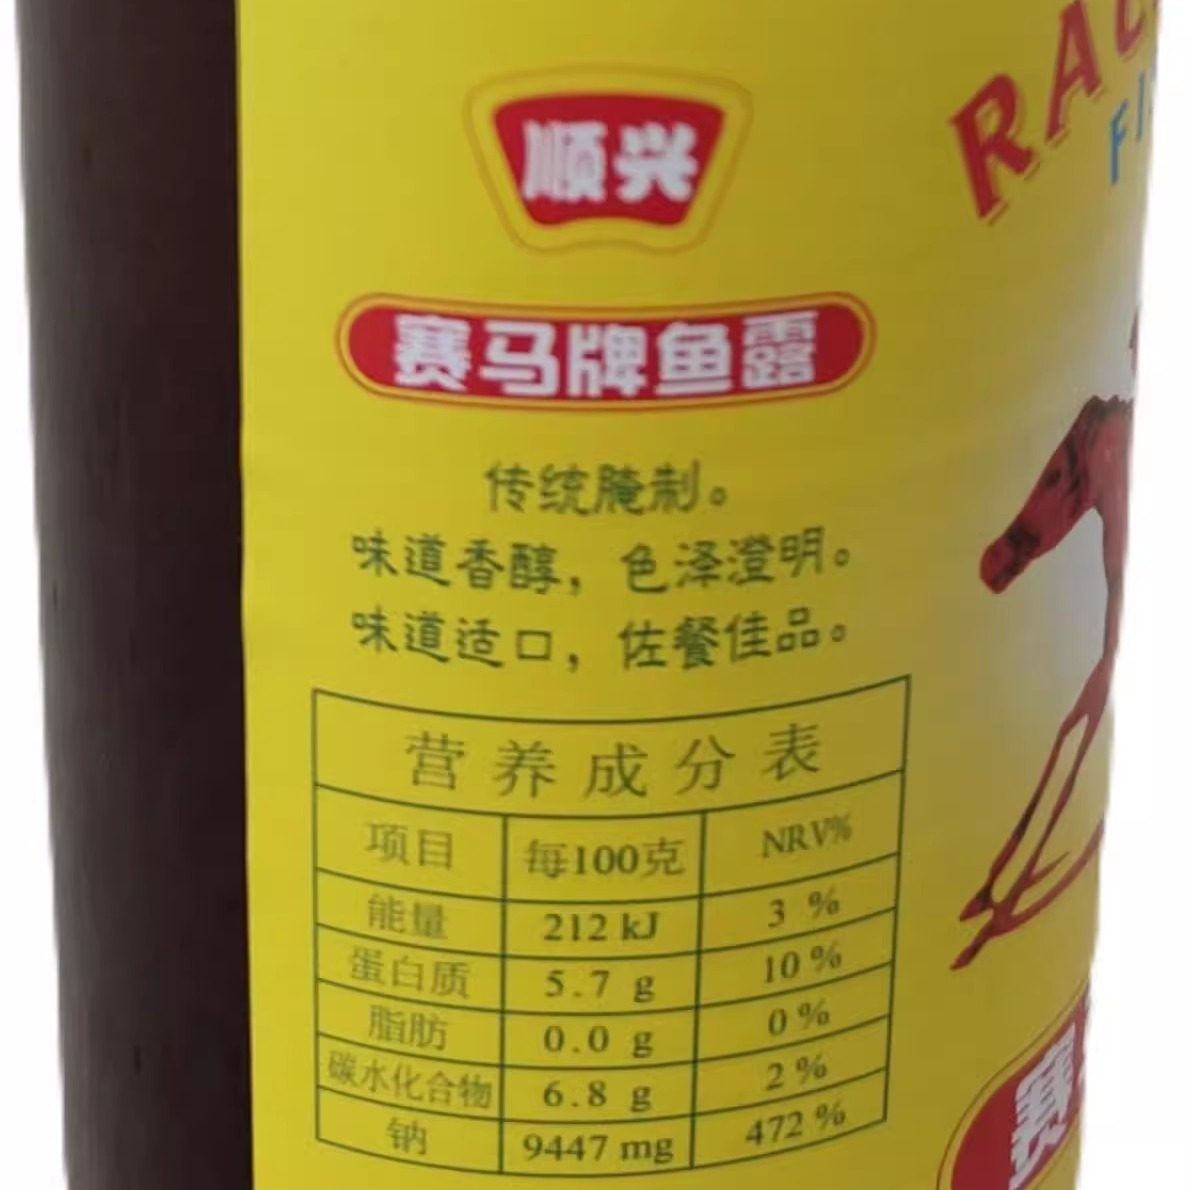 顺兴
赛马牌鱼露
传统腌制。
味道香醇，色泽澄明。
味道适口，佐餐佳品。
营养成分表
项目 每100克 NRV%
能量 212 kJ 3 %
蛋白质 5.7 g 10 %
脂肪 0.0 g 0 %
碳水化合物 6.8 g 2 %
钠 9447 mg 472 %
RAC
FI
赛